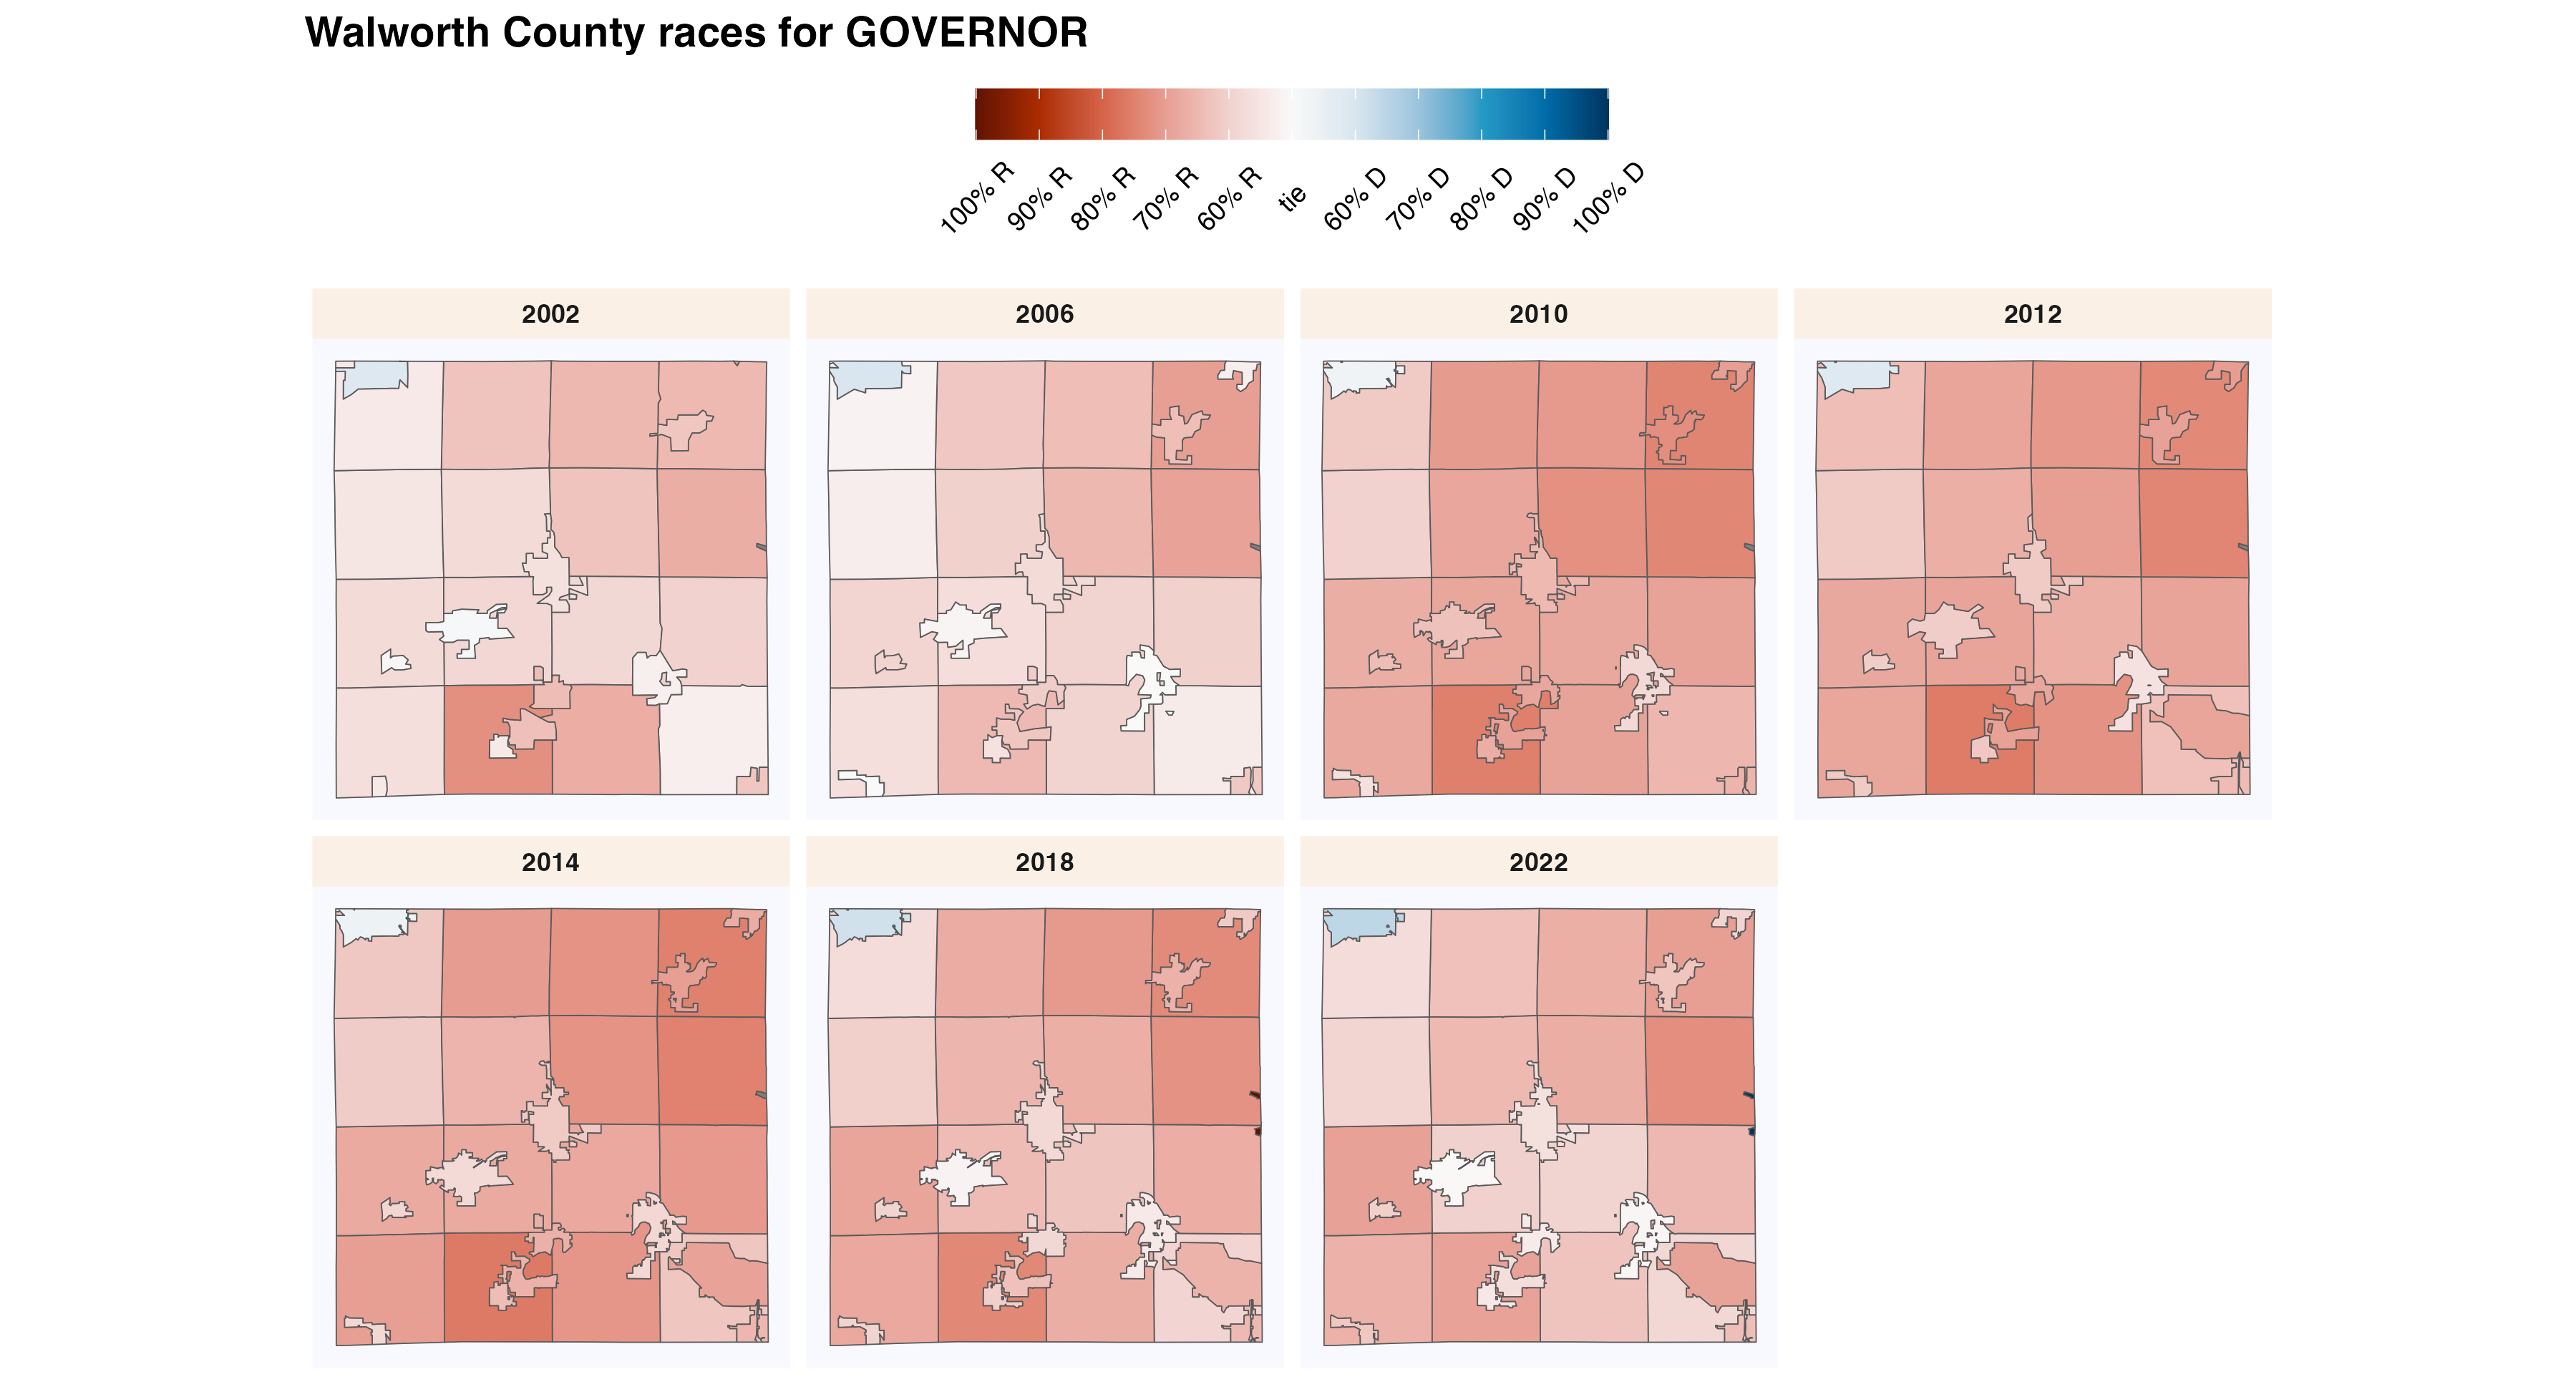 Walworth County races for GOVERNOR
100% R
90% R
80% R
70% R
60% R
tie
60% D
70% D
80% D
90% D
100% D
2002
2006
2010
2012
2014
2018
2022